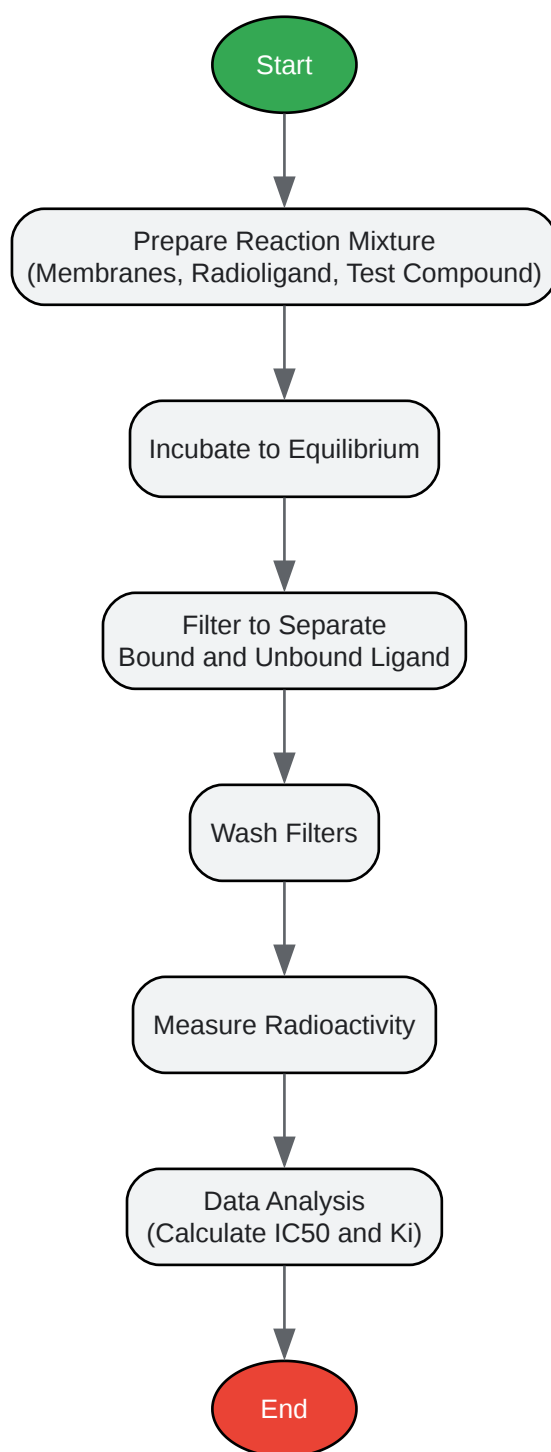 Start
Prepare Reaction Mixture
(Membranes, Radioligand, Test Compound)
Incubate to Equilibrium
Filter to Separate
Bound and Unbound Ligand
Wash Filters
Measure Radioactivity
Data Analysis
(Calculate IC50 and Ki)
End